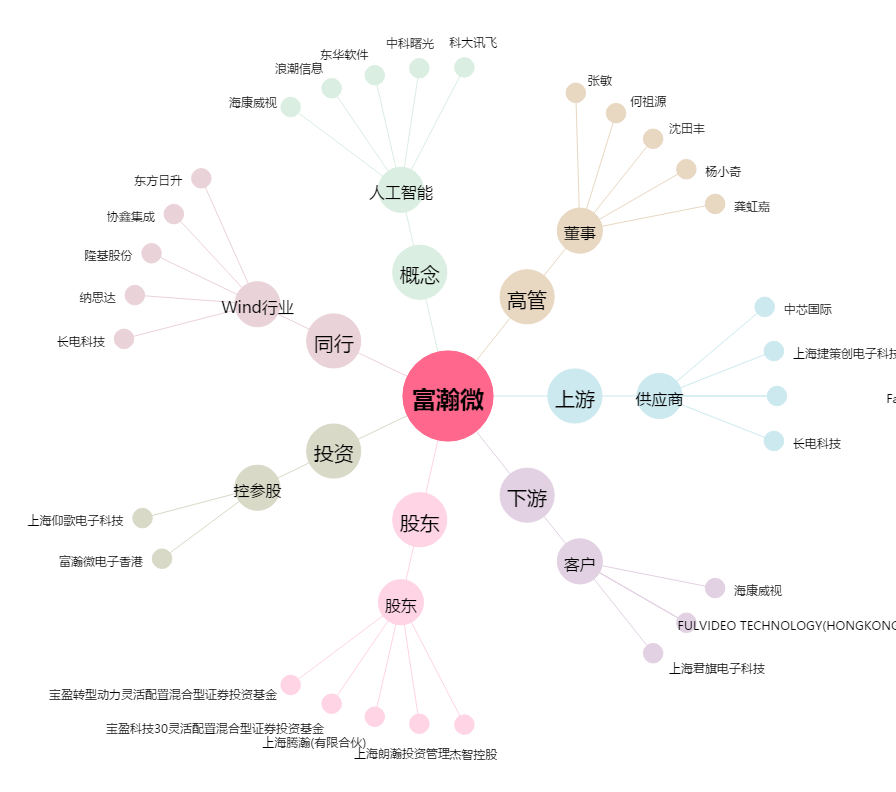 科大讯飞
中科曙光
东华软件
浪潮信息
海康威视
人工智能
概念
张敏
何祖源
沈田丰
杨小奇
龚虹嘉
董事
高管
东方日升
协鑫集成
隆基股份
纳思达
长电科技
Wind行业
同行
富瀚微
上游
供应商
中芯国际
上海捷策创电子科技
Fa
长电科技
投资
控参股
上海仰歌电子科技
富瀚微电子香港
下游
客户
海康威视
FULVIDEO TECHNOLOGY(HONGKONG
上海君旗电子科技
股东
股东
宝盈转型动力灵活配置混合型证券投资基金
宝盈科技30灵活配置混合型证券投资基金
上海腾瀚(有限合伙)
上海朗瀚投资管理
杰智控股